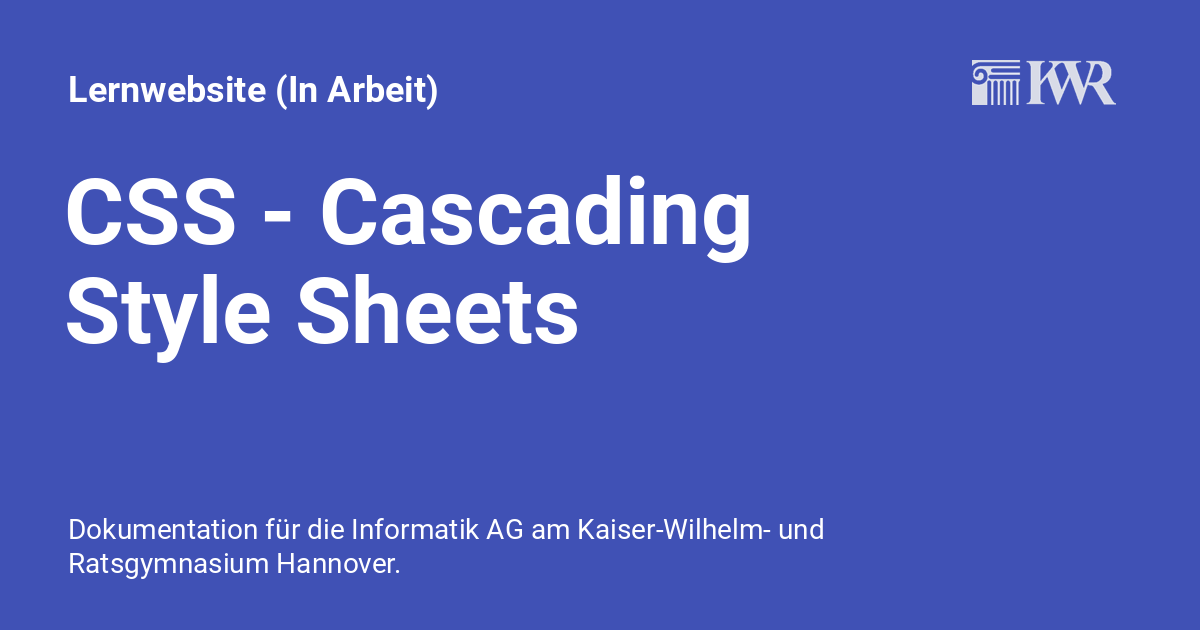 Lernwebsite (In Arbeit)
KWR
CSS - Cascading
Style Sheets
Dokumentation für die Informatik AG am Kaiser-Wilhelm- und
Ratsgymnasium Hannover.